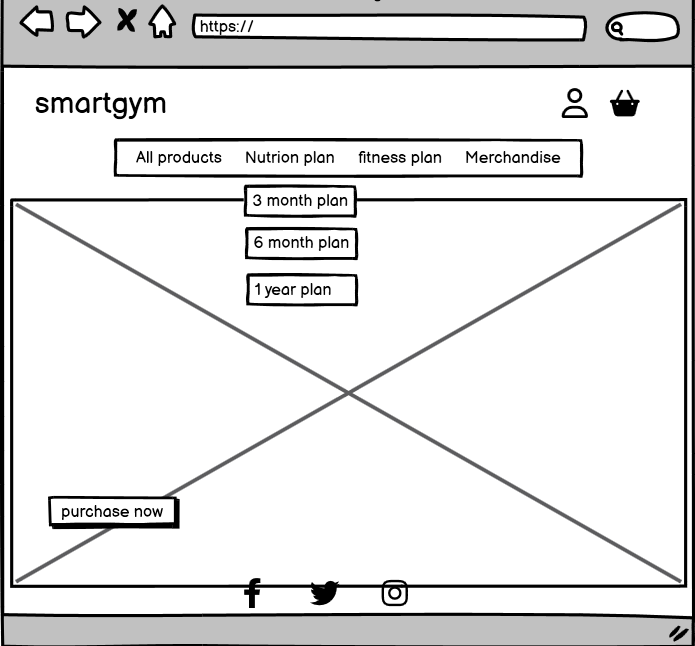 https://
smartgym
All products Nutrion plan fitness plan Merchandise
3 month plan
6 month plan
1 year plan
purchase now